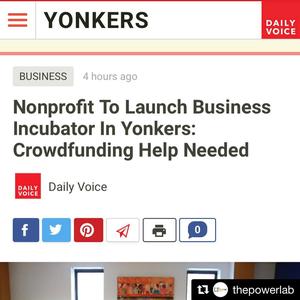 YONKERS
DAILY
VOICE
BUSINESS
4 hours ago
Nonprofit To Launch Business
Incubator In Yonkers:
Crowdfunding Help Needed
DAILY
VOICE
Daily Voice
0
thepowerlab